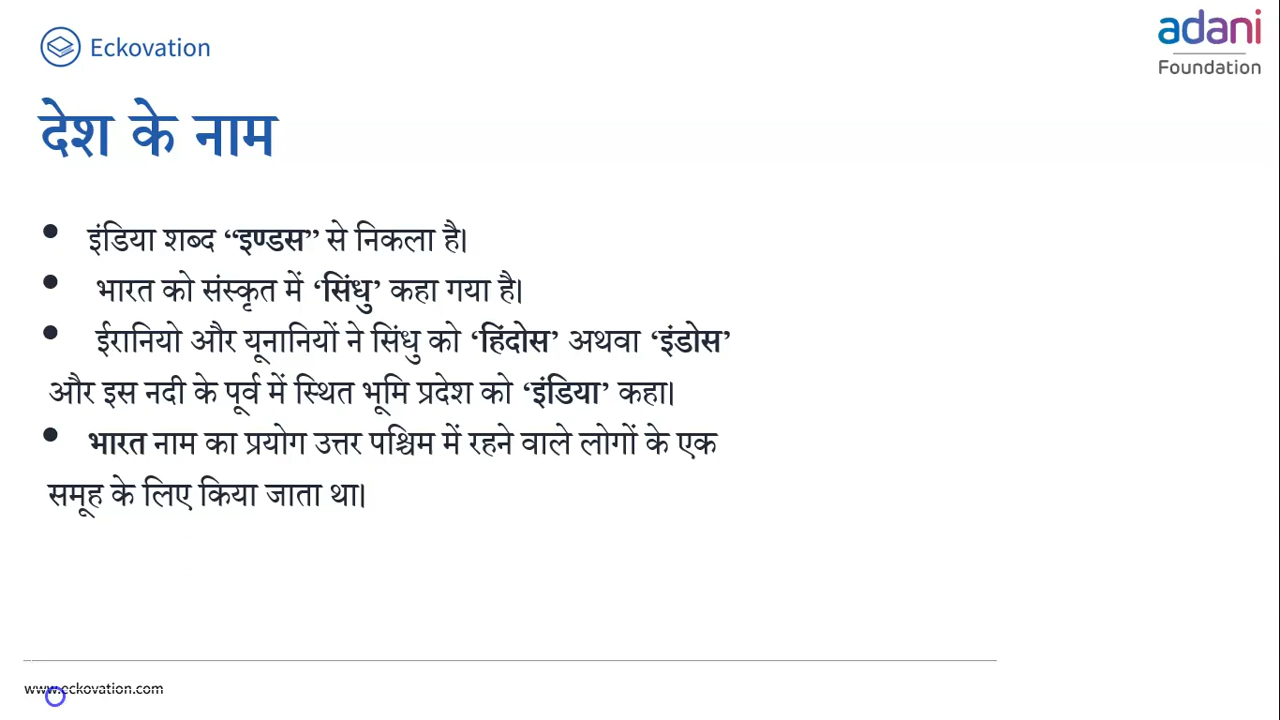 Eckovation
adani
Foundation
देश के नाम
• इंडिया शब्द “इण्डस” से निकला है।
• भारत को संस्कृत में ‘सिंधु’ कहा गया है।
• ईरानियो और यूनानियों ने सिंधु को ‘हिंदोस’ अथवा ‘इंडोस’
और इस नदी के पूर्व में स्थित भूमि प्रदेश को ‘इंडिया’ कहा।
• भारत नाम का प्रयोग उत्तर पश्चिम में रहने वाले लोगों के एक
समूह के लिए किया जाता था।
www.eckovation.com